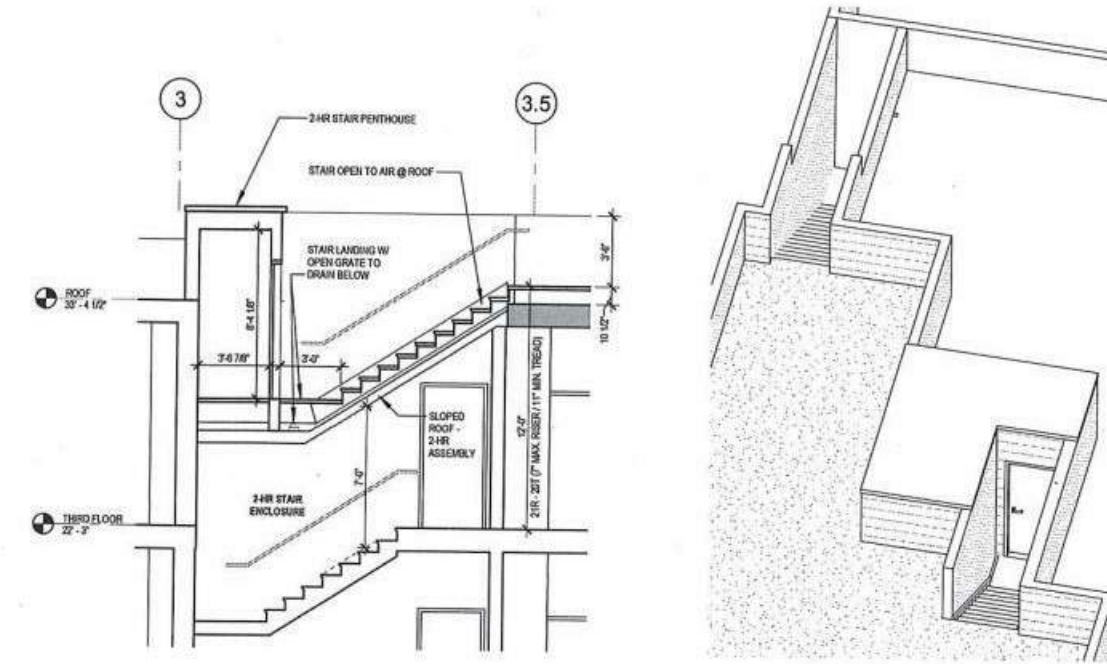 3
3.5
2-HR STAIR PENTHOUSE
STAIR OPEN TO AIR @ ROOF
STAIR LANDING W/
OPEN GRATE TO
DRAIN BELOW
3'-6"
ROOF
33' - 4 1/2"
8'-4 1/8"
10 1/2"
3'-6 7/8"
3'-0"
SLOPED
ROOF -
2-HR
ASSEMBLY
12'-0"
21R - 20T (7" MAX. RISER / 11" MIN. TREAD)
7'-0"
2-HR STAIR
ENCLOSURE
THIRD FLOOR
22' - 3"